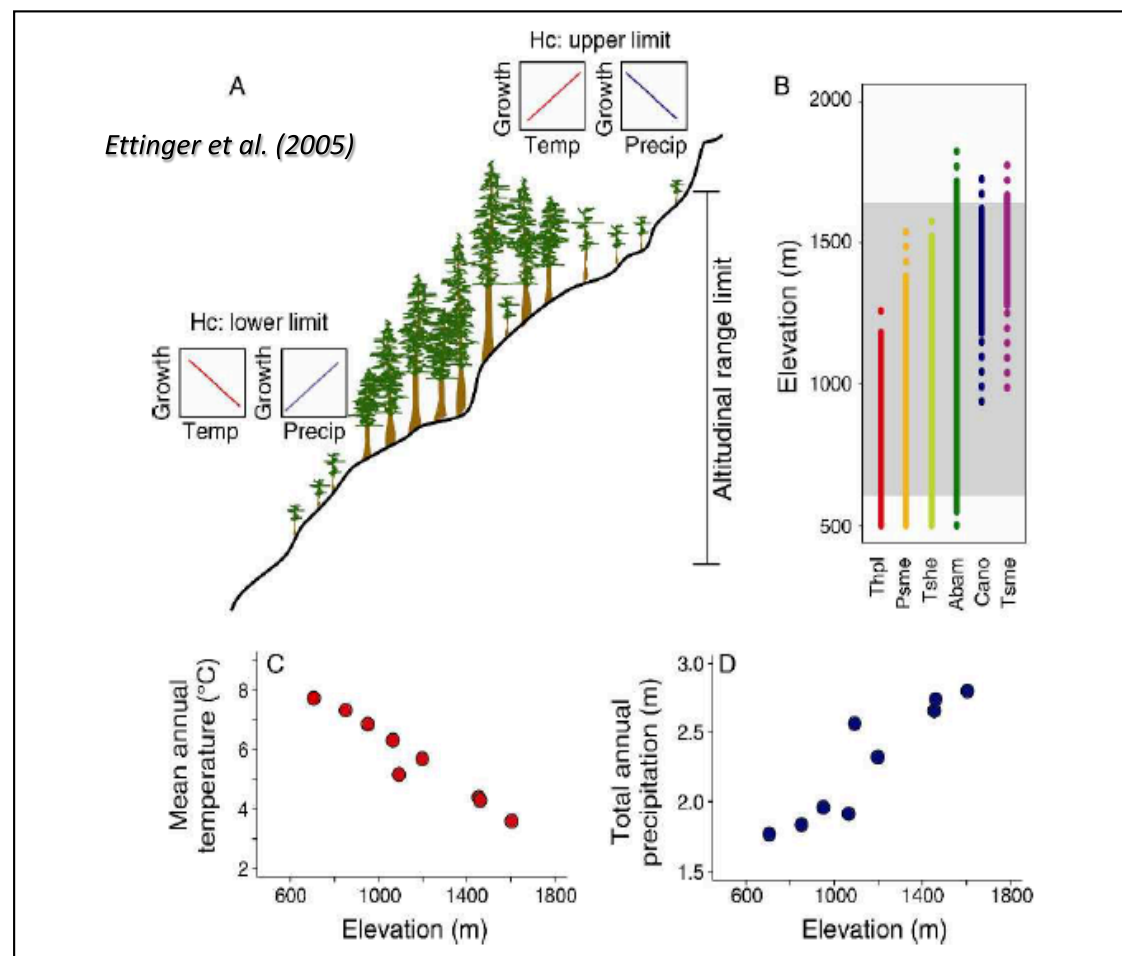 Hc: upper limit
A
Growth
Growth
Temp
Precip
Ettinger et al. (2005)
Hc: lower limit
Growth
Growth
Temp
Precip
Altitudinal range limit
B
2000
1500
1000
500
Elevation (m)
Thpl
Psme
Tshe
Abam
Cano
Tsme
C
8
6
4
2
Mean annual
temperature (°C)
600
1000
1400
1800
Elevation (m)
D
3.0
2.5
2.0
1.5
Total annual
precipitation (m)
600
1000
1400
1800
Elevation (m)